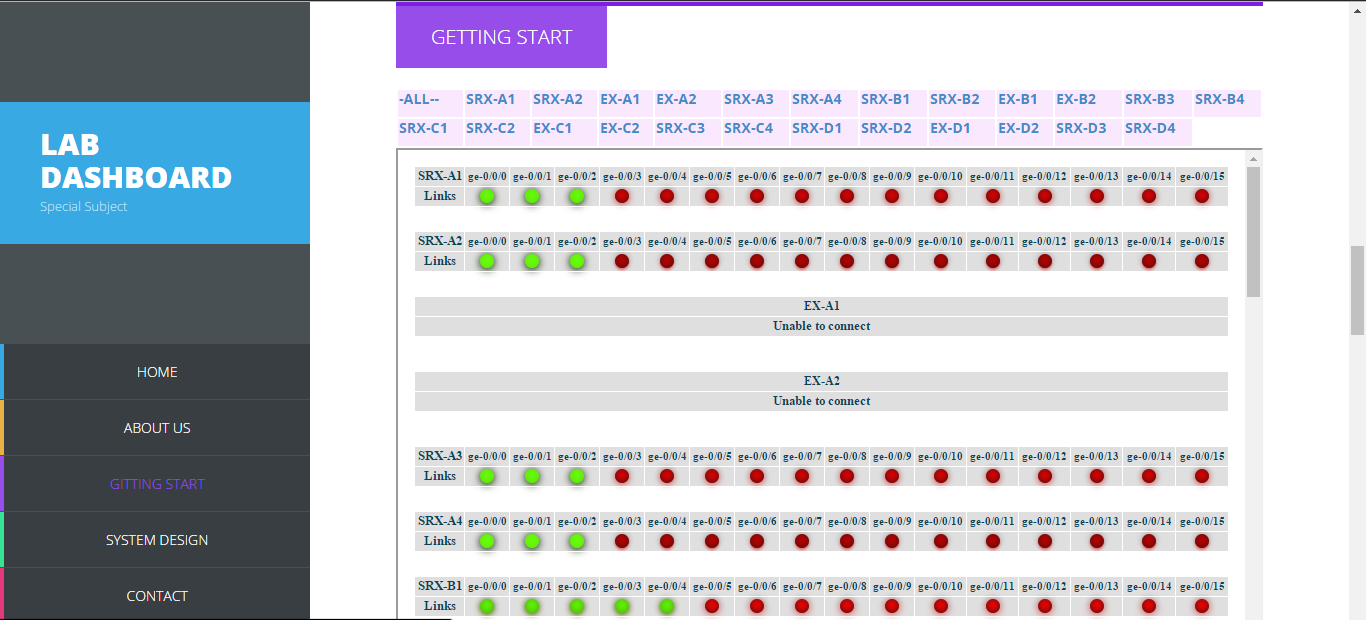 GETTING START
-ALL-- SRX-A1 SRX-A2 EX-A1 EX-A2 SRX-A3 SRX-A4 SRX-B1 SRX-B2 EX-B1 EX-B2 SRX-B3 SRX-B4
SRX-C1 SRX-C2 EX-C1 EX-C2 SRX-C3 SRX-C4 SRX-D1 SRX-D2 EX-D1 EX-D2 SRX-D3 SRX-D4
LAB
DASHBOARD
Special Subject
HOME
ABOUT US
GITTING START
SYSTEM DESIGN
CONTACT
SRX-A1 ge-0/0/0 ge-0/0/1 ge-0/0/2 ge-0/0/3 ge-0/0/4 ge-0/0/5 ge-0/0/6 ge-0/0/7 ge-0/0/8 ge-0/0/9 ge-0/0/10 ge-0/0/11 ge-0/0/12 ge-0/0/13 ge-0/0/14 ge-0/0/15
Links
SRX-A2 ge-0/0/0 ge-0/0/1 ge-0/0/2 ge-0/0/3 ge-0/0/4 ge-0/0/5 ge-0/0/6 ge-0/0/7 ge-0/0/8 ge-0/0/9 ge-0/0/10 ge-0/0/11 ge-0/0/12 ge-0/0/13 ge-0/0/14 ge-0/0/15
Links
EX-A1
Unable to connect
EX-A2
Unable to connect
SRX-A3 ge-0/0/0 ge-0/0/1 ge-0/0/2 ge-0/0/3 ge-0/0/4 ge-0/0/5 ge-0/0/6 ge-0/0/7 ge-0/0/8 ge-0/0/9 ge-0/0/10 ge-0/0/11 ge-0/0/12 ge-0/0/13 ge-0/0/14 ge-0/0/15
Links
SRX-A4 ge-0/0/0 ge-0/0/1 ge-0/0/2 ge-0/0/3 ge-0/0/4 ge-0/0/5 ge-0/0/6 ge-0/0/7 ge-0/0/8 ge-0/0/9 ge-0/0/10 ge-0/0/11 ge-0/0/12 ge-0/0/13 ge-0/0/14 ge-0/0/15
Links
SRX-B1 ge-0/0/0 ge-0/0/1 ge-0/0/2 ge-0/0/3 ge-0/0/4 ge-0/0/5 ge-0/0/6 ge-0/0/7 ge-0/0/8 ge-0/0/9 ge-0/0/10 ge-0/0/11 ge-0/0/12 ge-0/0/13 ge-0/0/14 ge-0/0/15
Links